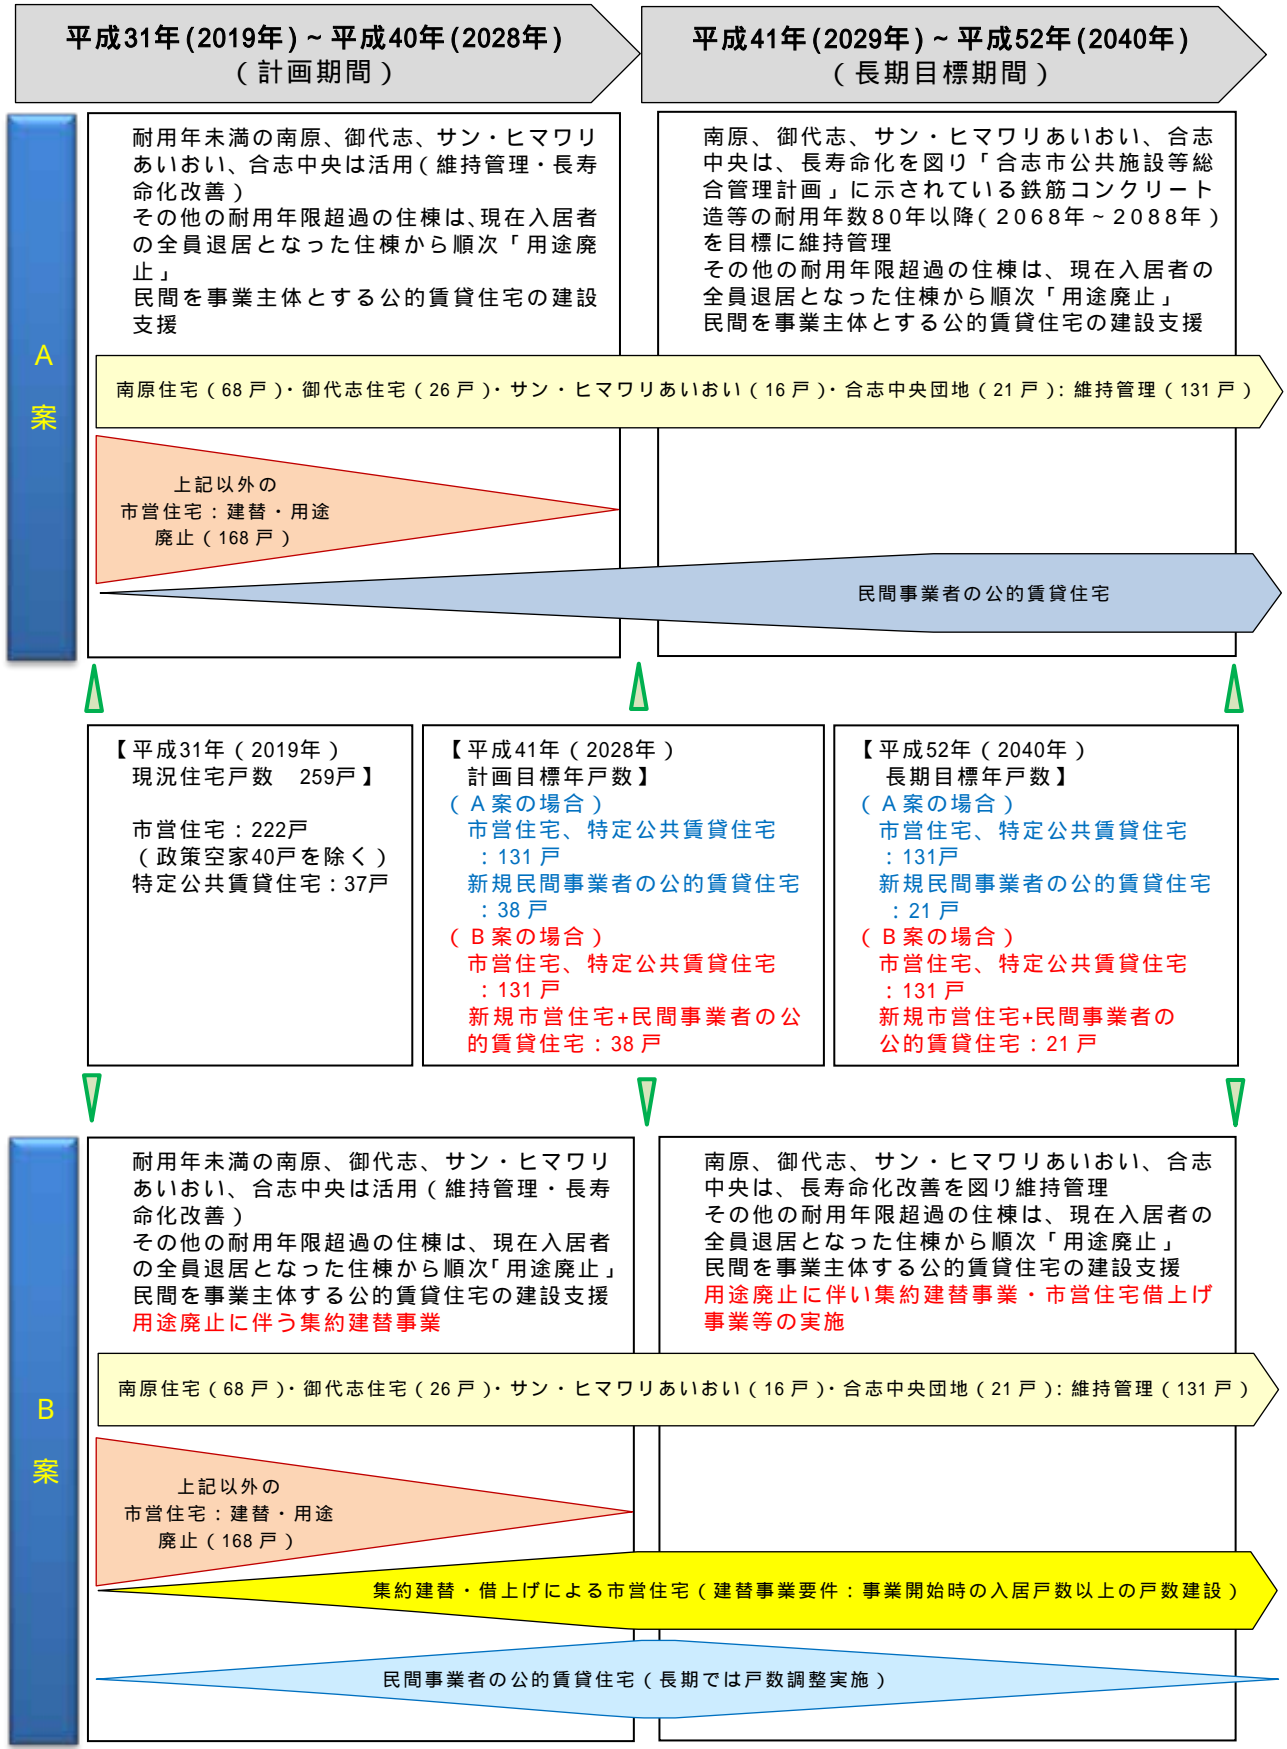 平成31年(2019年)~平成40年(2028年)
(計画期間)
平成41年(2029年)~平成52年(2040年)
(長期目標期間)
A
案
耐用年未満の南原、御代志、サン・ヒマワリ
あいおい、合志中央は活用(維持管理・長寿
命化改善)
その他の耐用年限超過の住棟は、現在入居者
の全員退居となった住棟から順次「用途廃
止」
民間を事業主体とする公的賃貸住宅の建設
支援
南原、御代志、サン・ヒマワリあいおい、合志
中央は、長寿命化を図り「合志市公共施設等総
合管理計画」に示されている鉄筋コンクリート
造等の耐用年数80年以降(2068年~2088年)
を目標に維持管理
その他の耐用年限超過の住棟は、現在入居者の
全員退居となった住棟から順次「用途廃止」
民間を事業主体とする公的賃貸住宅の建設支援
南原住宅(68戸)・御代志住宅(26戸)・サン・ヒマワリあいおい(16戸)・合志中央団地(21戸):維持管理(131戸)
上記以外の
市営住宅:建替・用途
廃止(168戸)
民間事業者の公的賃貸住宅
【平成31年(2019年)
現況住宅戸数 259戸】
市営住宅:222戸
(政策空家40戸を除く)
特定公共賃貸住宅:37戸
【平成41年(2028年)
計画目標年戸数】
(A案の場合)
市営住宅、特定公共賃貸住宅
:131戸
新規民間事業者の公的賃貸住宅
:38戸
(B案の場合)
市営住宅、特定公共賃貸住宅
:131戸
新規市営住宅+民間事業者の公
的賃貸住宅:38戸
【平成52年(2040年)
長期目標年戸数】
(A案の場合)
市営住宅、特定公共賃貸住宅
:131戸
新規民間事業者の公的賃貸住宅
:21戸
(B案の場合)
市営住宅、特定公共賃貸住宅
:131戸
新規市営住宅+民間事業者の
公的賃貸住宅:21戸
B
案
耐用年未満の南原、御代志、サン・ヒマワリ
あいおい、合志中央は活用(維持管理・長寿
命化改善)
その他の耐用年限超過の住棟は、現在入居者
の全員退居となった住棟から順次「用途廃止」
民間を事業主体する公的賃貸住宅の建設支援
用途廃止に伴う集約建替事業
南原、御代志、サン・ヒマワリあいおい、合志
中央は、長寿命化改善を図り維持管理
その他の耐用年限超過の住棟は、現在入居者の
全員退居となった住棟から順次「用途廃止」
民間を事業主体する公的賃貸住宅の建設支援
用途廃止に伴い集約建替事業・市営住宅借上げ
事業等の実施
南原住宅(68戸)・御代志住宅(26戸)・サン・ヒマワリあいおい(16戸)・合志中央団地(21戸):維持管理(131戸)
上記以外の
市営住宅:建替・用途
廃止(168戸)
集約建替・借上げによる市営住宅(建替事業要件:事業開始時の入居戸数以上の戸数建設)
民間事業者の公的賃貸住宅(長期では戸数調整実施)